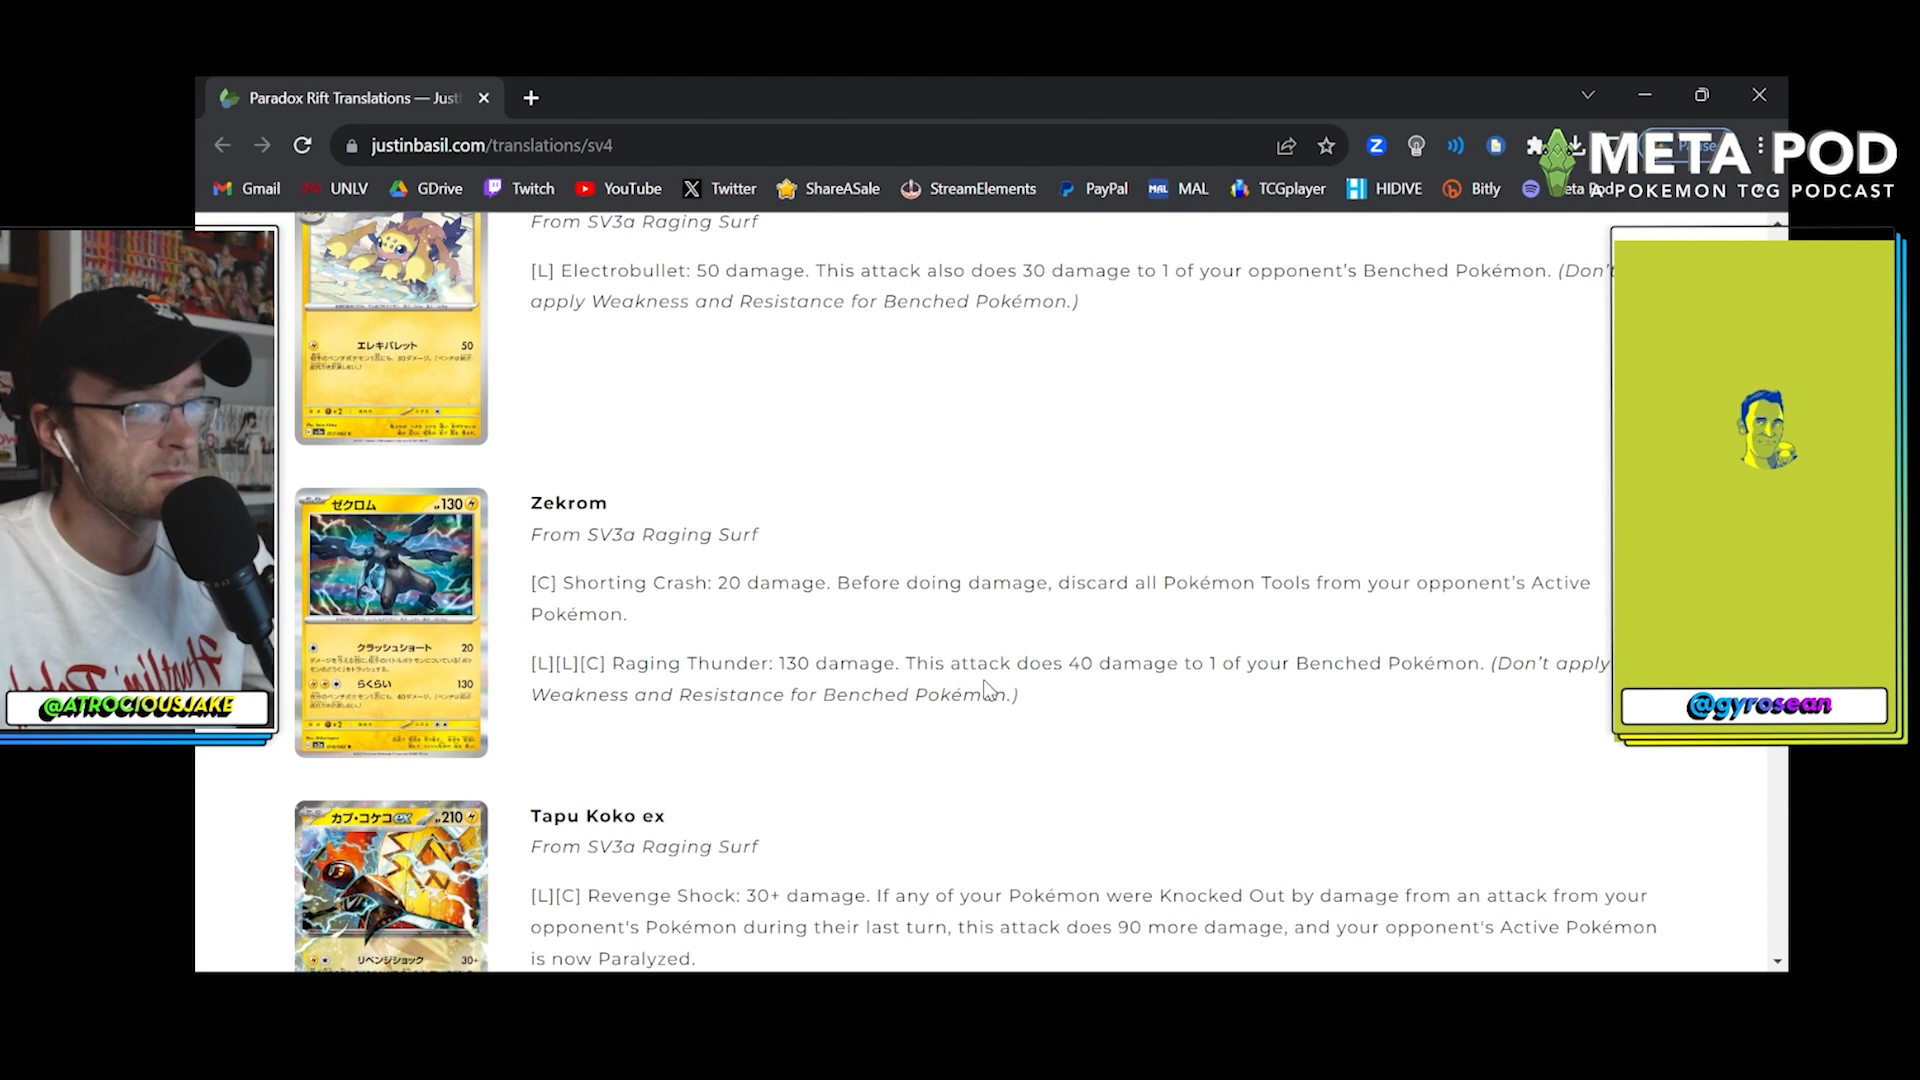 Paradox Rift Translations — Just
justinbasil.com/translations/sv4
META POD
A POKEMON TCG PODCAST
Gmail UNLV GDrive Twitch YouTube Twitter ShareASale StreamElements PayPal MAL TCGplayer HIDIVE Bitly
From SV3a Raging Surf
[L] Electrobullet: 50 damage. This attack also does 30 damage to 1 of your opponent’s Benched Pokémon. (Don’t
apply Weakness and Resistance for Benched Pokémon.)
エレキバレット 50
ゼクロム HP130
クラッシュショート 20
らくらい 130
Zekrom
From SV3a Raging Surf
[C] Shorting Crash: 20 damage. Before doing damage, discard all Pokémon Tools from your opponent’s Active
Pokémon.
[L][L][C] Raging Thunder: 130 damage. This attack does 40 damage to 1 of your Benched Pokémon. (Don’t apply
Weakness and Resistance for Benched Pokémon.)
@ATROCIOUSJAKE
@gyrosean
カプ・コケコex HP210
リベンジショック 30+
Tapu Koko ex
From SV3a Raging Surf
[L][C] Revenge Shock: 30+ damage. If any of your Pokémon were Knocked Out by damage from an attack from your
opponent's Pokémon during their last turn, this attack does 90 more damage, and your opponent's Active Pokémon
is now Paralyzed.